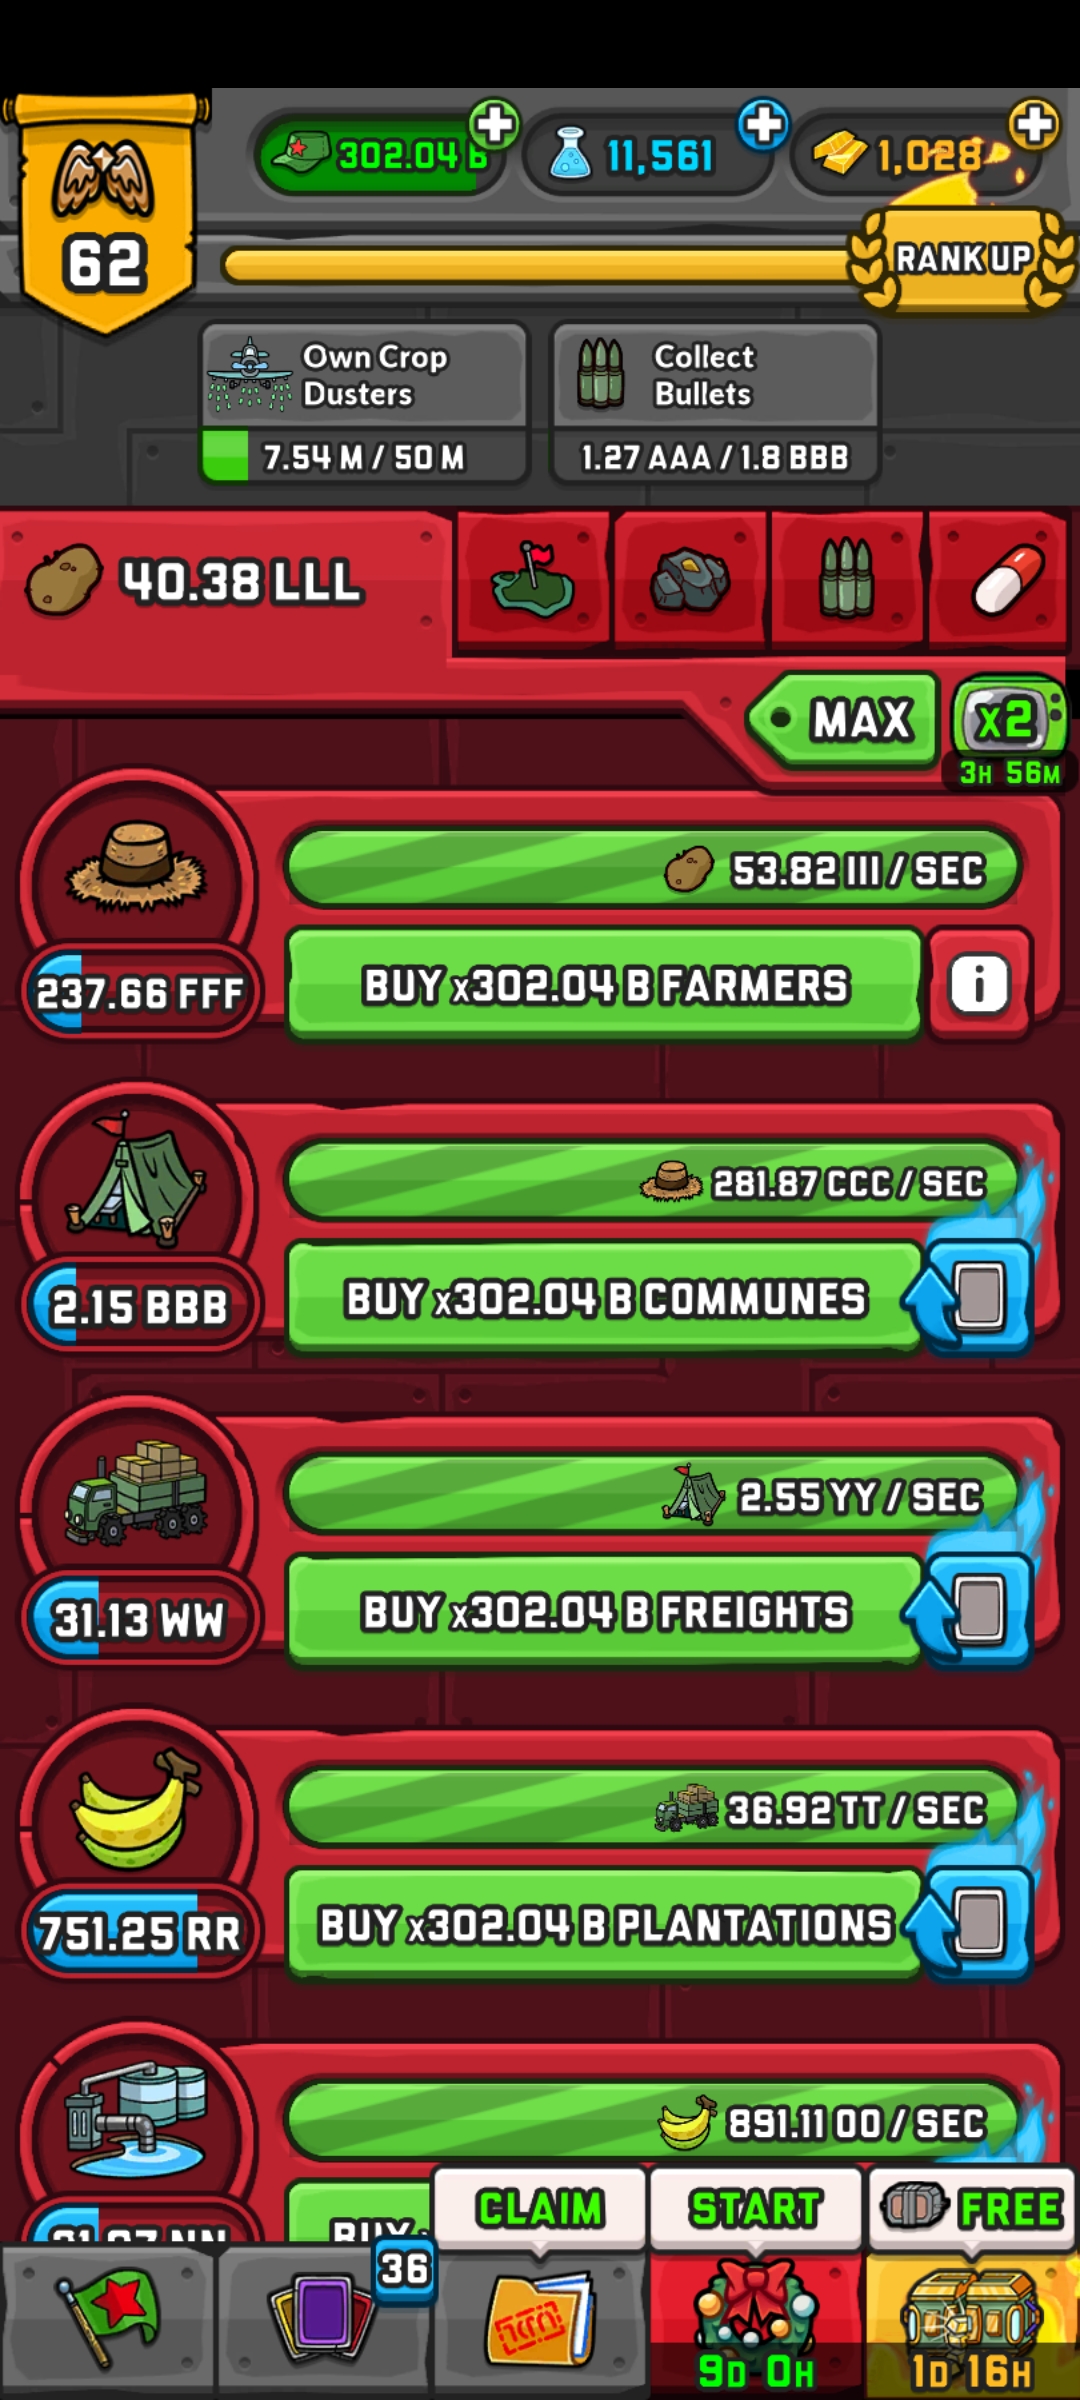 62
302.04 B
11,561
1,028
RANK UP
Own Crop
Dusters
7.54 M / 50 M
Collect
Bullets
1.27 AAA / 1.8 BBB
40.38 LLL
MAX
x2
3H 56M
53.82 III / SEC
237.66 FFF
BUY x302.04 B FARMERS
i
281.87 CCC / SEC
2.15 BBB
BUY x302.04 B COMMUNES
2.55 YY / SEC
31.13 WW
BUY x302.04 B FREIGHTS
36.92 TT / SEC
751.25 RR
BUY x302.04 B PLANTATIONS
891.11 OO / SEC
BUY
CLAIM
START
FREE
36
9D 0H
1D 16H